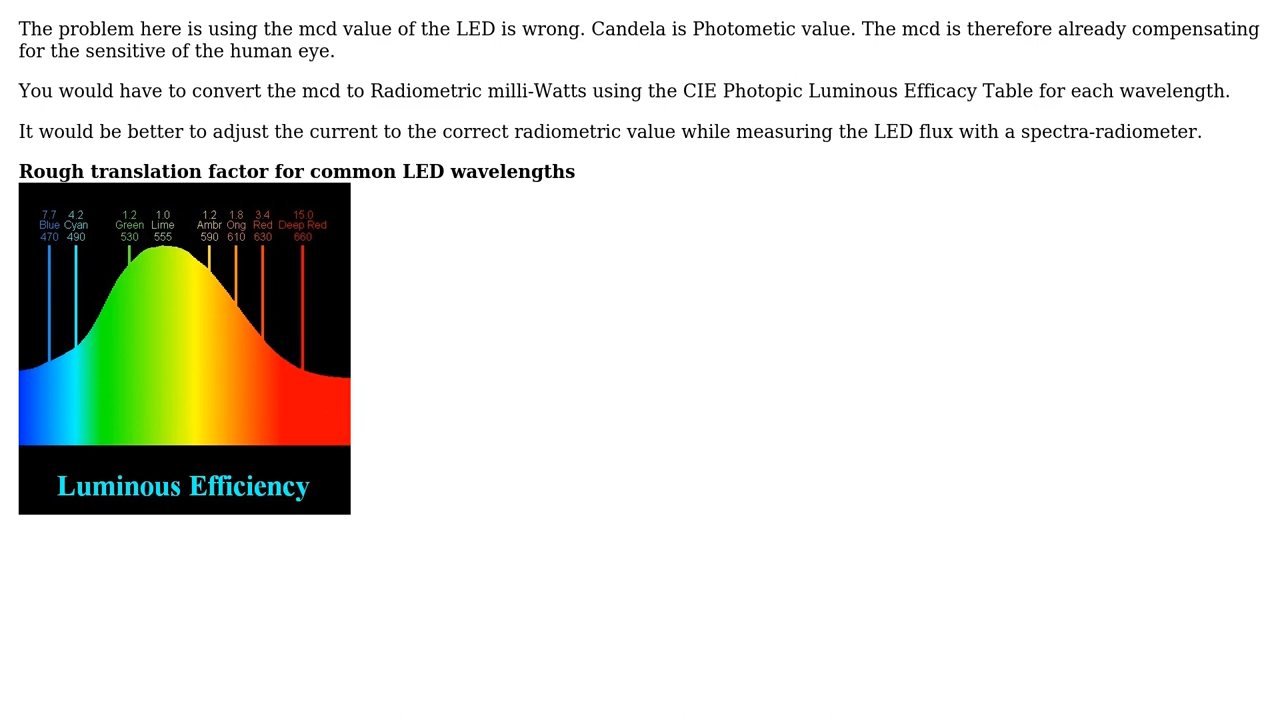 The problem here is using the mcd value of the LED is wrong. Candela is Photometic value. The mcd is therefore already compensating
for the sensitive of the human eye.
You would have to convert the mcd to Radiometric milli-Watts using the CIE Photopic Luminous Efficacy Table for each wavelength.
It would be better to adjust the current to the correct radiometric value while measuring the LED flux with a spectra-radiometer.
Rough translation factor for common LED wavelengths
7.7 4.2 1.2 1.0 1.2 1.8 3.4 15.0
Blue Cyan Green Lime Ambr Ong Red Deep Red
470 490 530 555 590 610 630 660
Luminous Efficiency